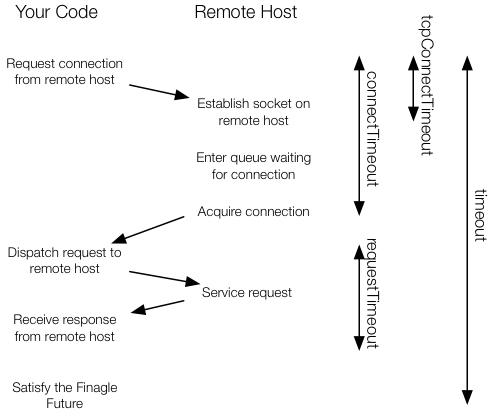 Your Code
Remote Host
Request connection
from remote host
Establish socket on
remote host
Enter queue waiting
for connection
Acquire connection
Dispatch request to
remote host
Service request
Receive response
from remote host
Satisfy the Finagle
Future
connectTimeout
requestTimeout
tcpConnectTimeout
timeout